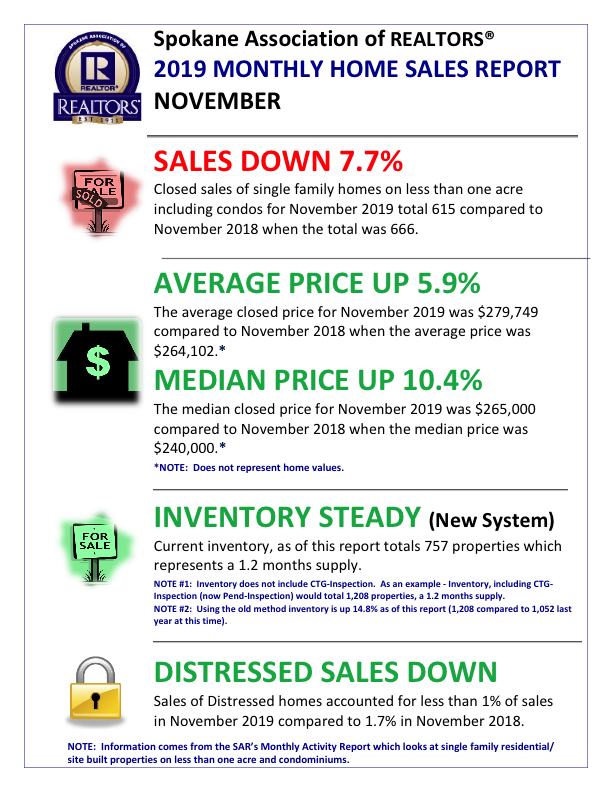 Spokane Association of REALTORS®
2019 MONTHLY HOME SALES REPORT
NOVEMBER
SPOKANE ASSOCIATION OF REALTORS
R
REALTOR®
REALTORS®
EST 1911
SALES DOWN 7.7%
FOR
SALE
SOLD
Closed sales of single family homes on less than one acre
including condos for November 2019 total 615 compared to
November 2018 when the total was 666.
AVERAGE PRICE UP 5.9%
The average closed price for November 2019 was $279,749
compared to November 2018 when the average price was
$264,102.*
$
MEDIAN PRICE UP 10.4%
The median closed price for November 2019 was $265,000
compared to November 2018 when the median price was
$240,000.*
*NOTE:  Does not represent home values.
INVENTORY STEADY (New System)
FOR
SALE
Current inventory, as of this report totals 757 properties which
represents a 1.2 months supply.
NOTE #1:  Inventory does not include CTG-Inspection.  As an example - Inventory, including CTG-
Inspection (now Pend-Inspection) would total 1,208 properties, a 1.2 months supply.
NOTE #2:  Using the old method inventory is up 14.8% as of this report (1,208 compared to 1,052 last
year at this time).
DISTRESSED SALES DOWN
Sales of Distressed homes accounted for less than 1% of sales
in November 2019 compared to 1.7% in November 2018.
NOTE:  Information comes from the SAR's Monthly Activity Report which looks at single family residential/
site built properties on less than one acre and condominiums.